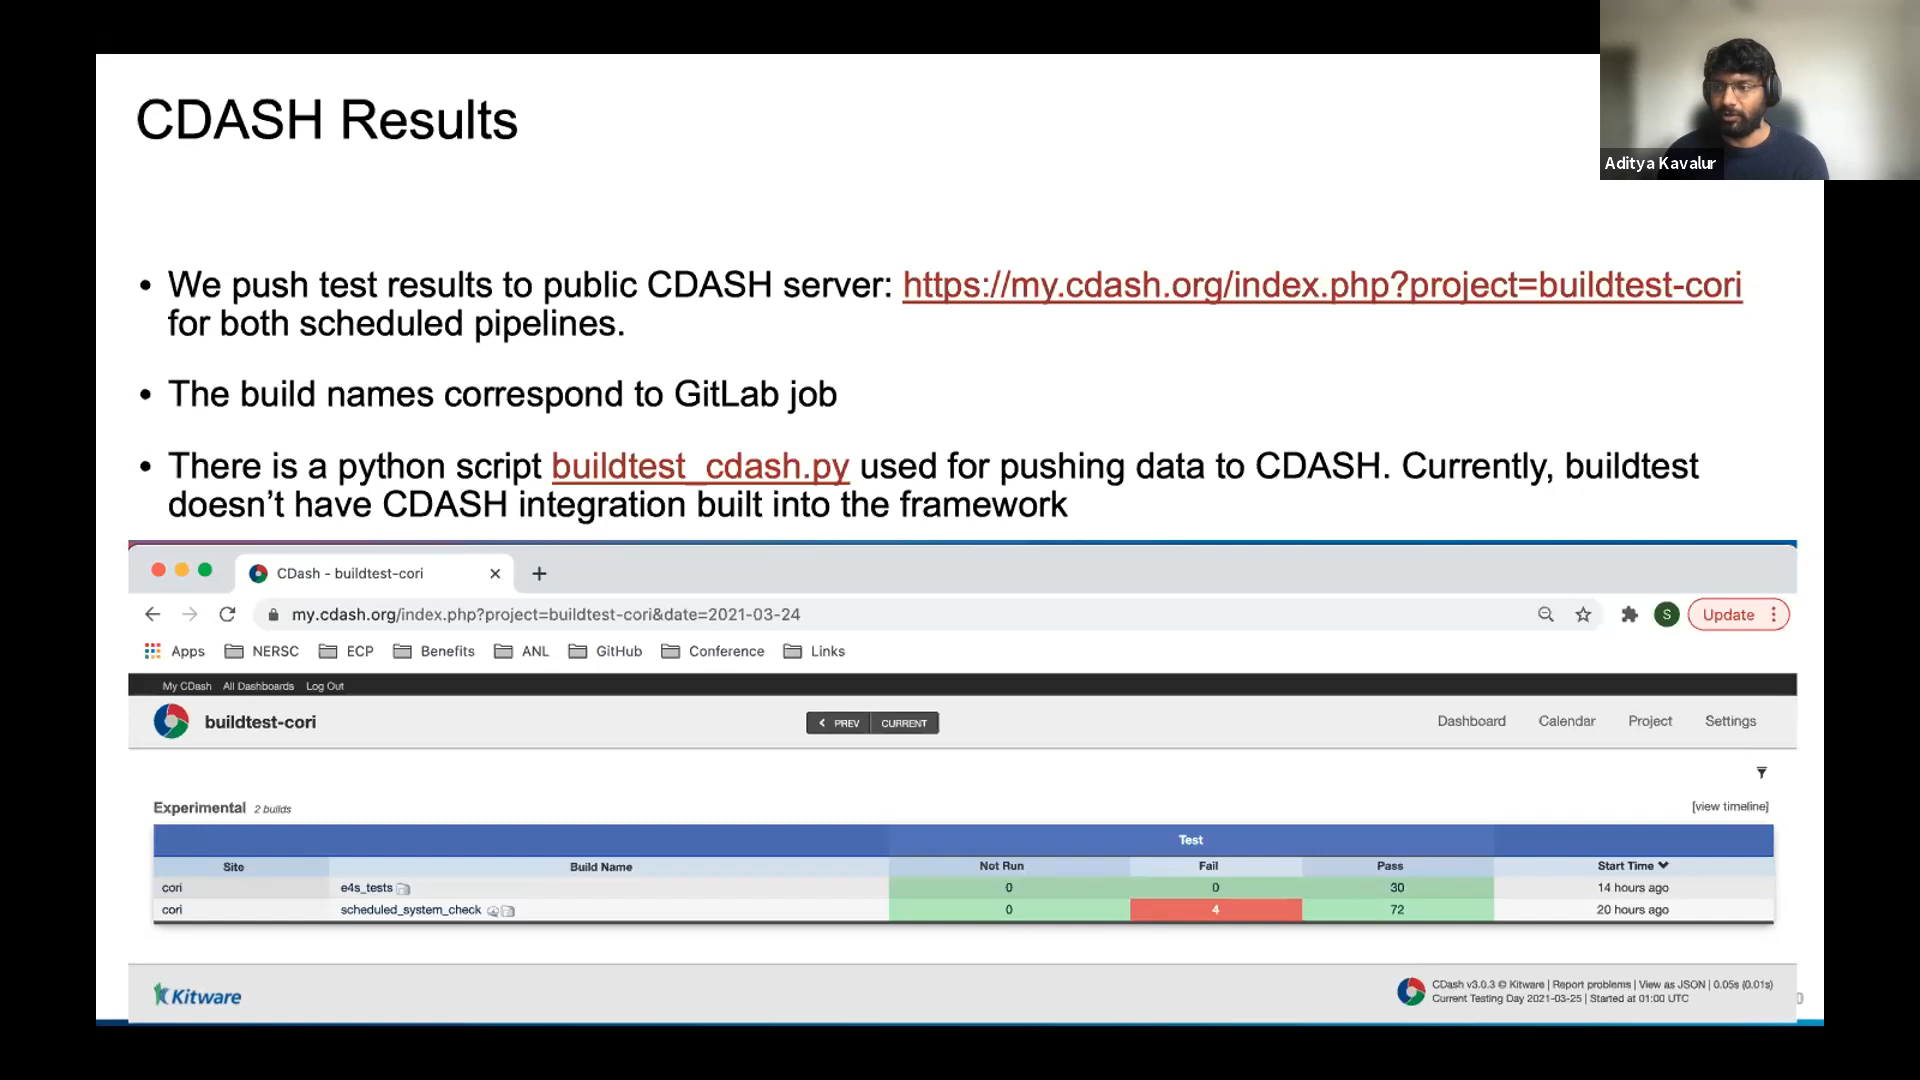 CDASH Results
Aditya Kavalur
• We push test results to public CDASH server: https://my.cdash.org/index.php?project=buildtest-cori
for both scheduled pipelines.
• The build names correspond to GitLab job
• There is a python script buildtest_cdash.py used for pushing data to CDASH. Currently, buildtest
doesn’t have CDASH integration built into the framework
CDash - buildtest-cori
my.cdash.org/index.php?project=buildtest-cori&date=2021-03-24
S
Update
Apps NERSC ECP Benefits ANL GitHub Conference Links
My CDash All Dashboards Log Out
buildtest-cori
PREV CURRENT
Dashboard Calendar Project Settings
Experimental 2 builds
[view timeline]
Test
Site Build Name Not Run Fail Pass Start Time
cori e4s_tests 0 0 30 14 hours ago
cori scheduled_system_check 0 4 72 20 hours ago
Kitware
CDash v3.0.3 © Kitware | Report problems | View as JSON | 0.05s (0.01s)
Current Testing Day 2021-03-25 | Started at 01:00 UTC